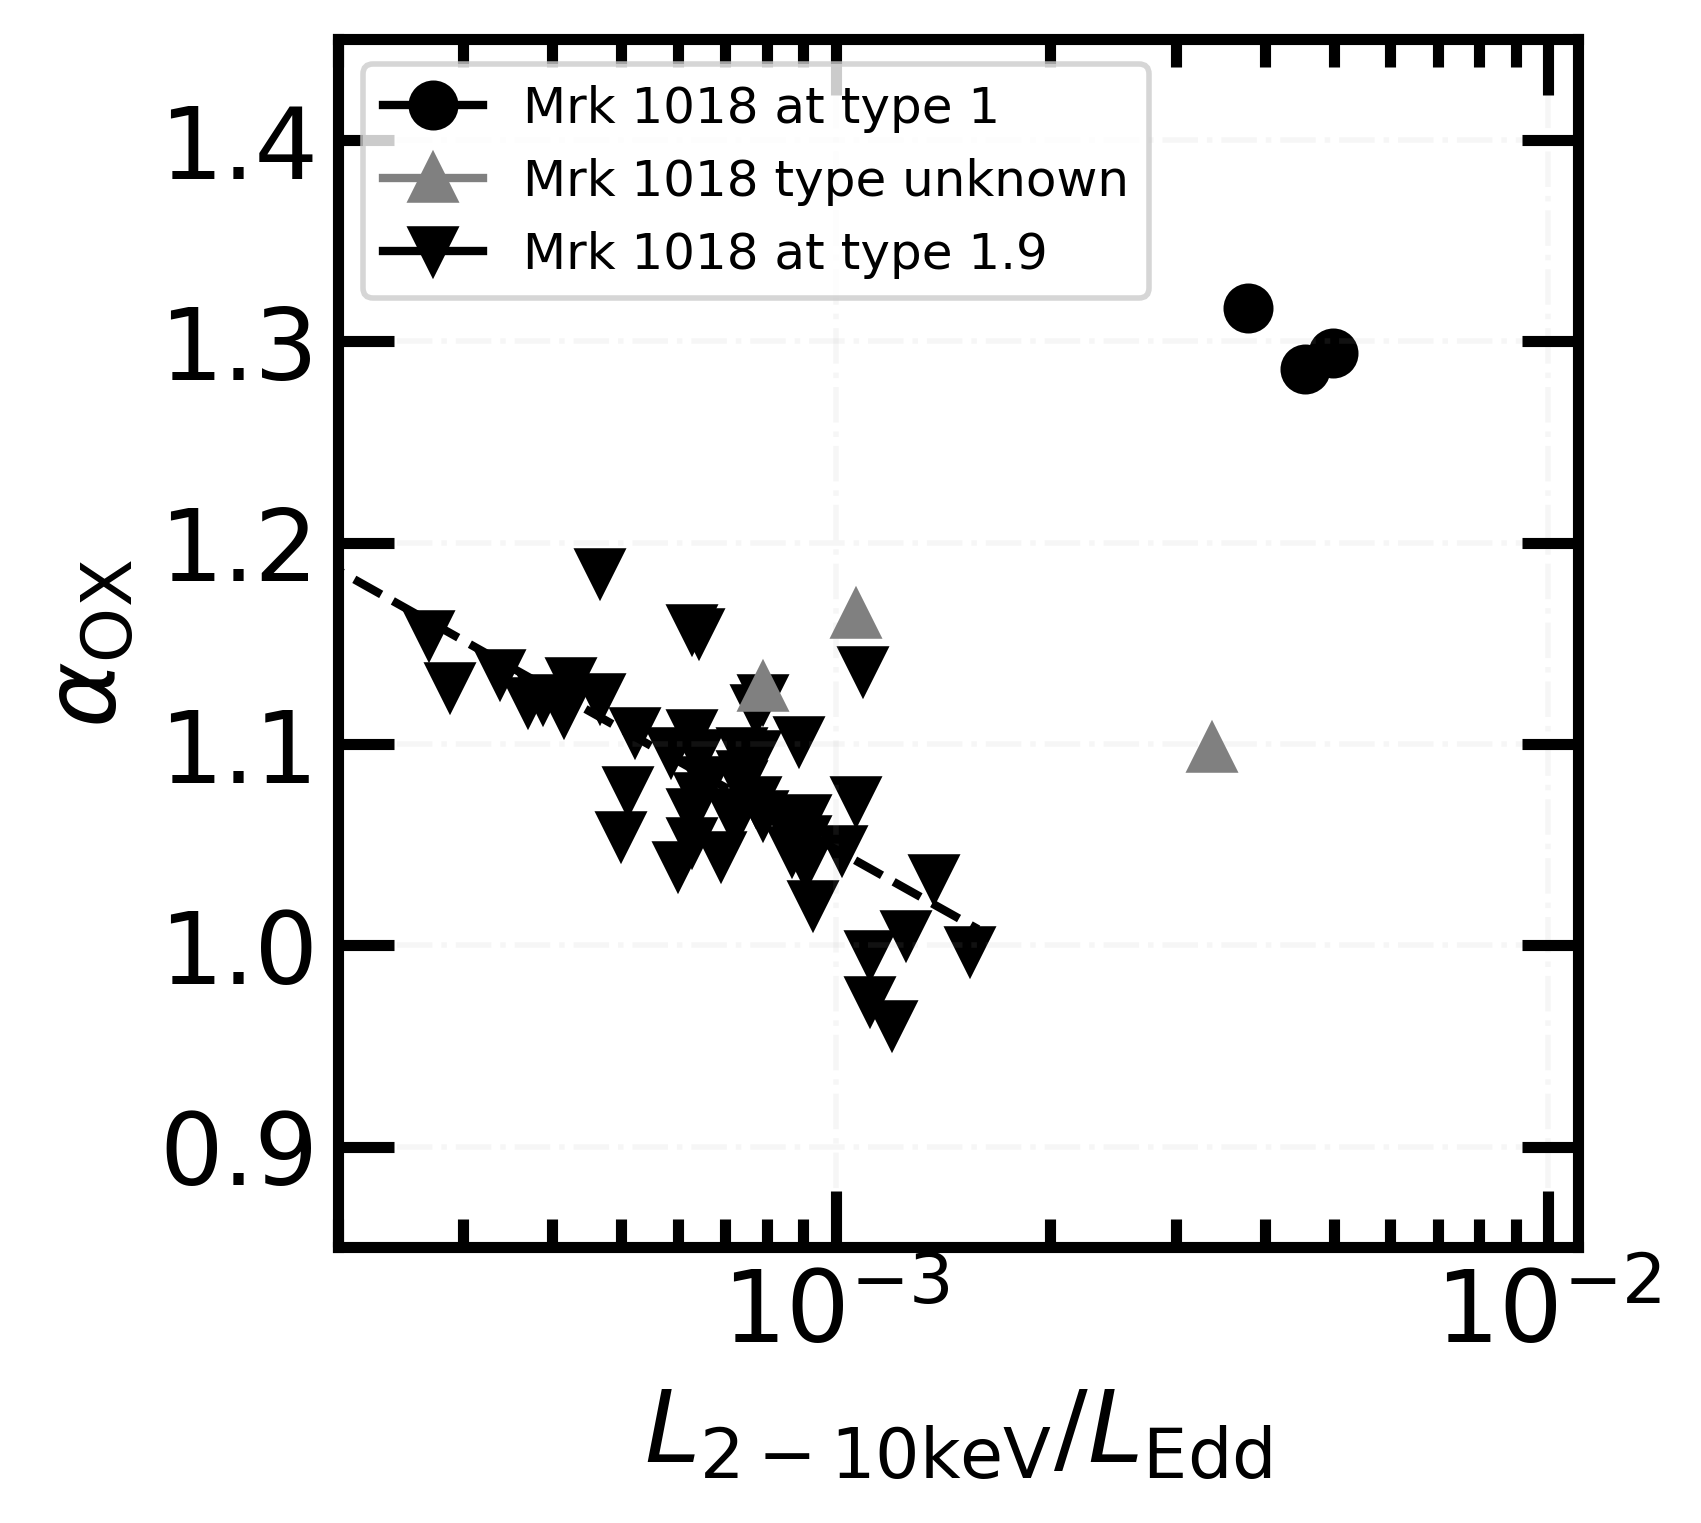 Mrk 1018 at type 1
Mrk 1018 type unknown
Mrk 1018 at type 1.9
1.4
1.3
1.2
1.1
1.0
0.9
α_OX
10⁻³
10⁻²
L_2−10keV/L_Edd